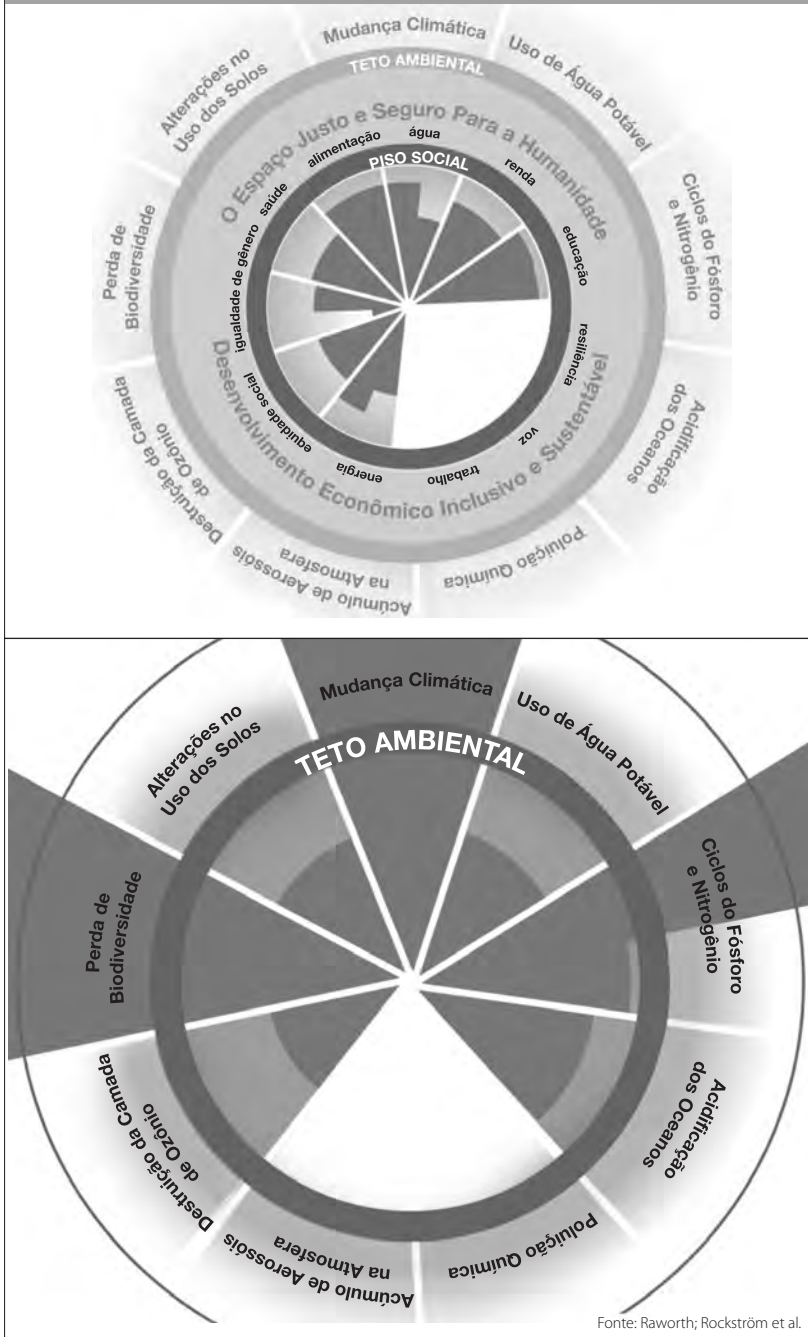 Mudança Climática
TETO AMBIENTAL
Alterações no
Uso dos Solos
Uso de Água Potável
O Espaço Justo e Seguro Para a Humanidade
água
alimentação
renda
PISO SOCIAL
saúde
educação
Ciclos do Fósforo
e Nitrogênio
Perda de
Biodiversidade
igualdade de gênero
resiliência
Desenvolvimento Econômico Inclusivo e Sustentável
equidade social
voz
energia
trabalho
Acidificação
dos Oceanos
Destruição da Camada
de Ozônio
Acúmulo de Aerossóis
na Atmosfera
Poluição Química
Mudança Climática
TETO AMBIENTAL
Alterações no
Uso dos Solos
Uso de Água Potável
Ciclos do Fósforo
e Nitrogênio
Perda de
Biodiversidade
Acidificação
dos Oceanos
Destruição da Camada
de Ozônio
Acúmulo de Aerossóis
na Atmosfera
Poluição Química
Fonte: Raworth; Rockström et al.